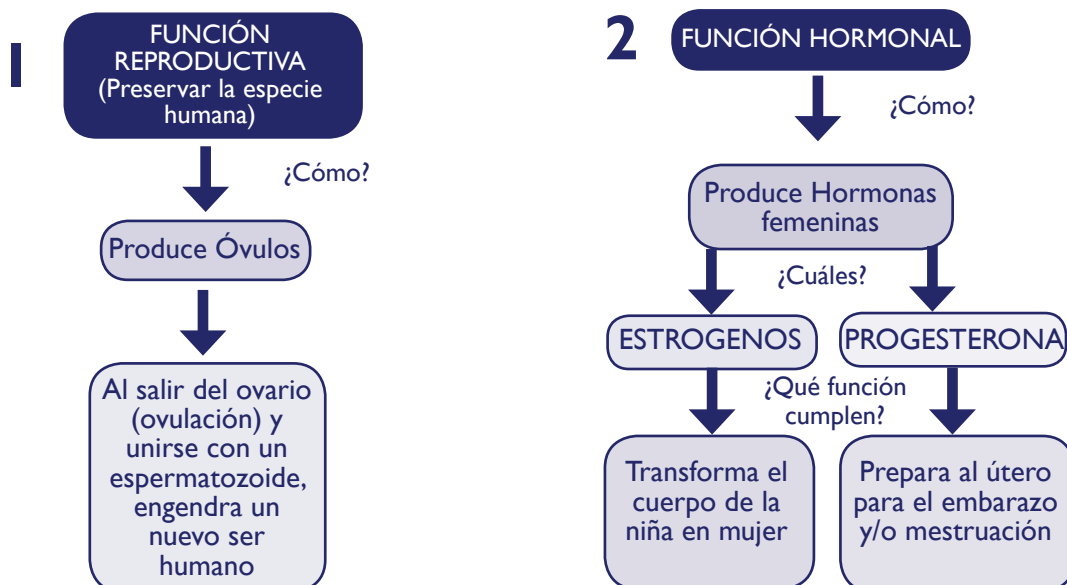 1
FUNCIÓN
REPRODUCTIVA
(Preservar la especie
humana)
¿Cómo?
Produce Óvulos
Al salir del ovario
(ovulación) y
unirse con un
espermatozoide,
engendra un
nuevo ser
humano
2
FUNCIÓN HORMONAL
¿Cómo?
Produce Hormonas
femeninas
¿Cuáles?
ESTROGENOS
PROGESTERONA
¿Qué función
cumplen?
Transforma el
cuerpo de la
niña en mujer
Prepara al útero
para el embarazo
y/o mestruación